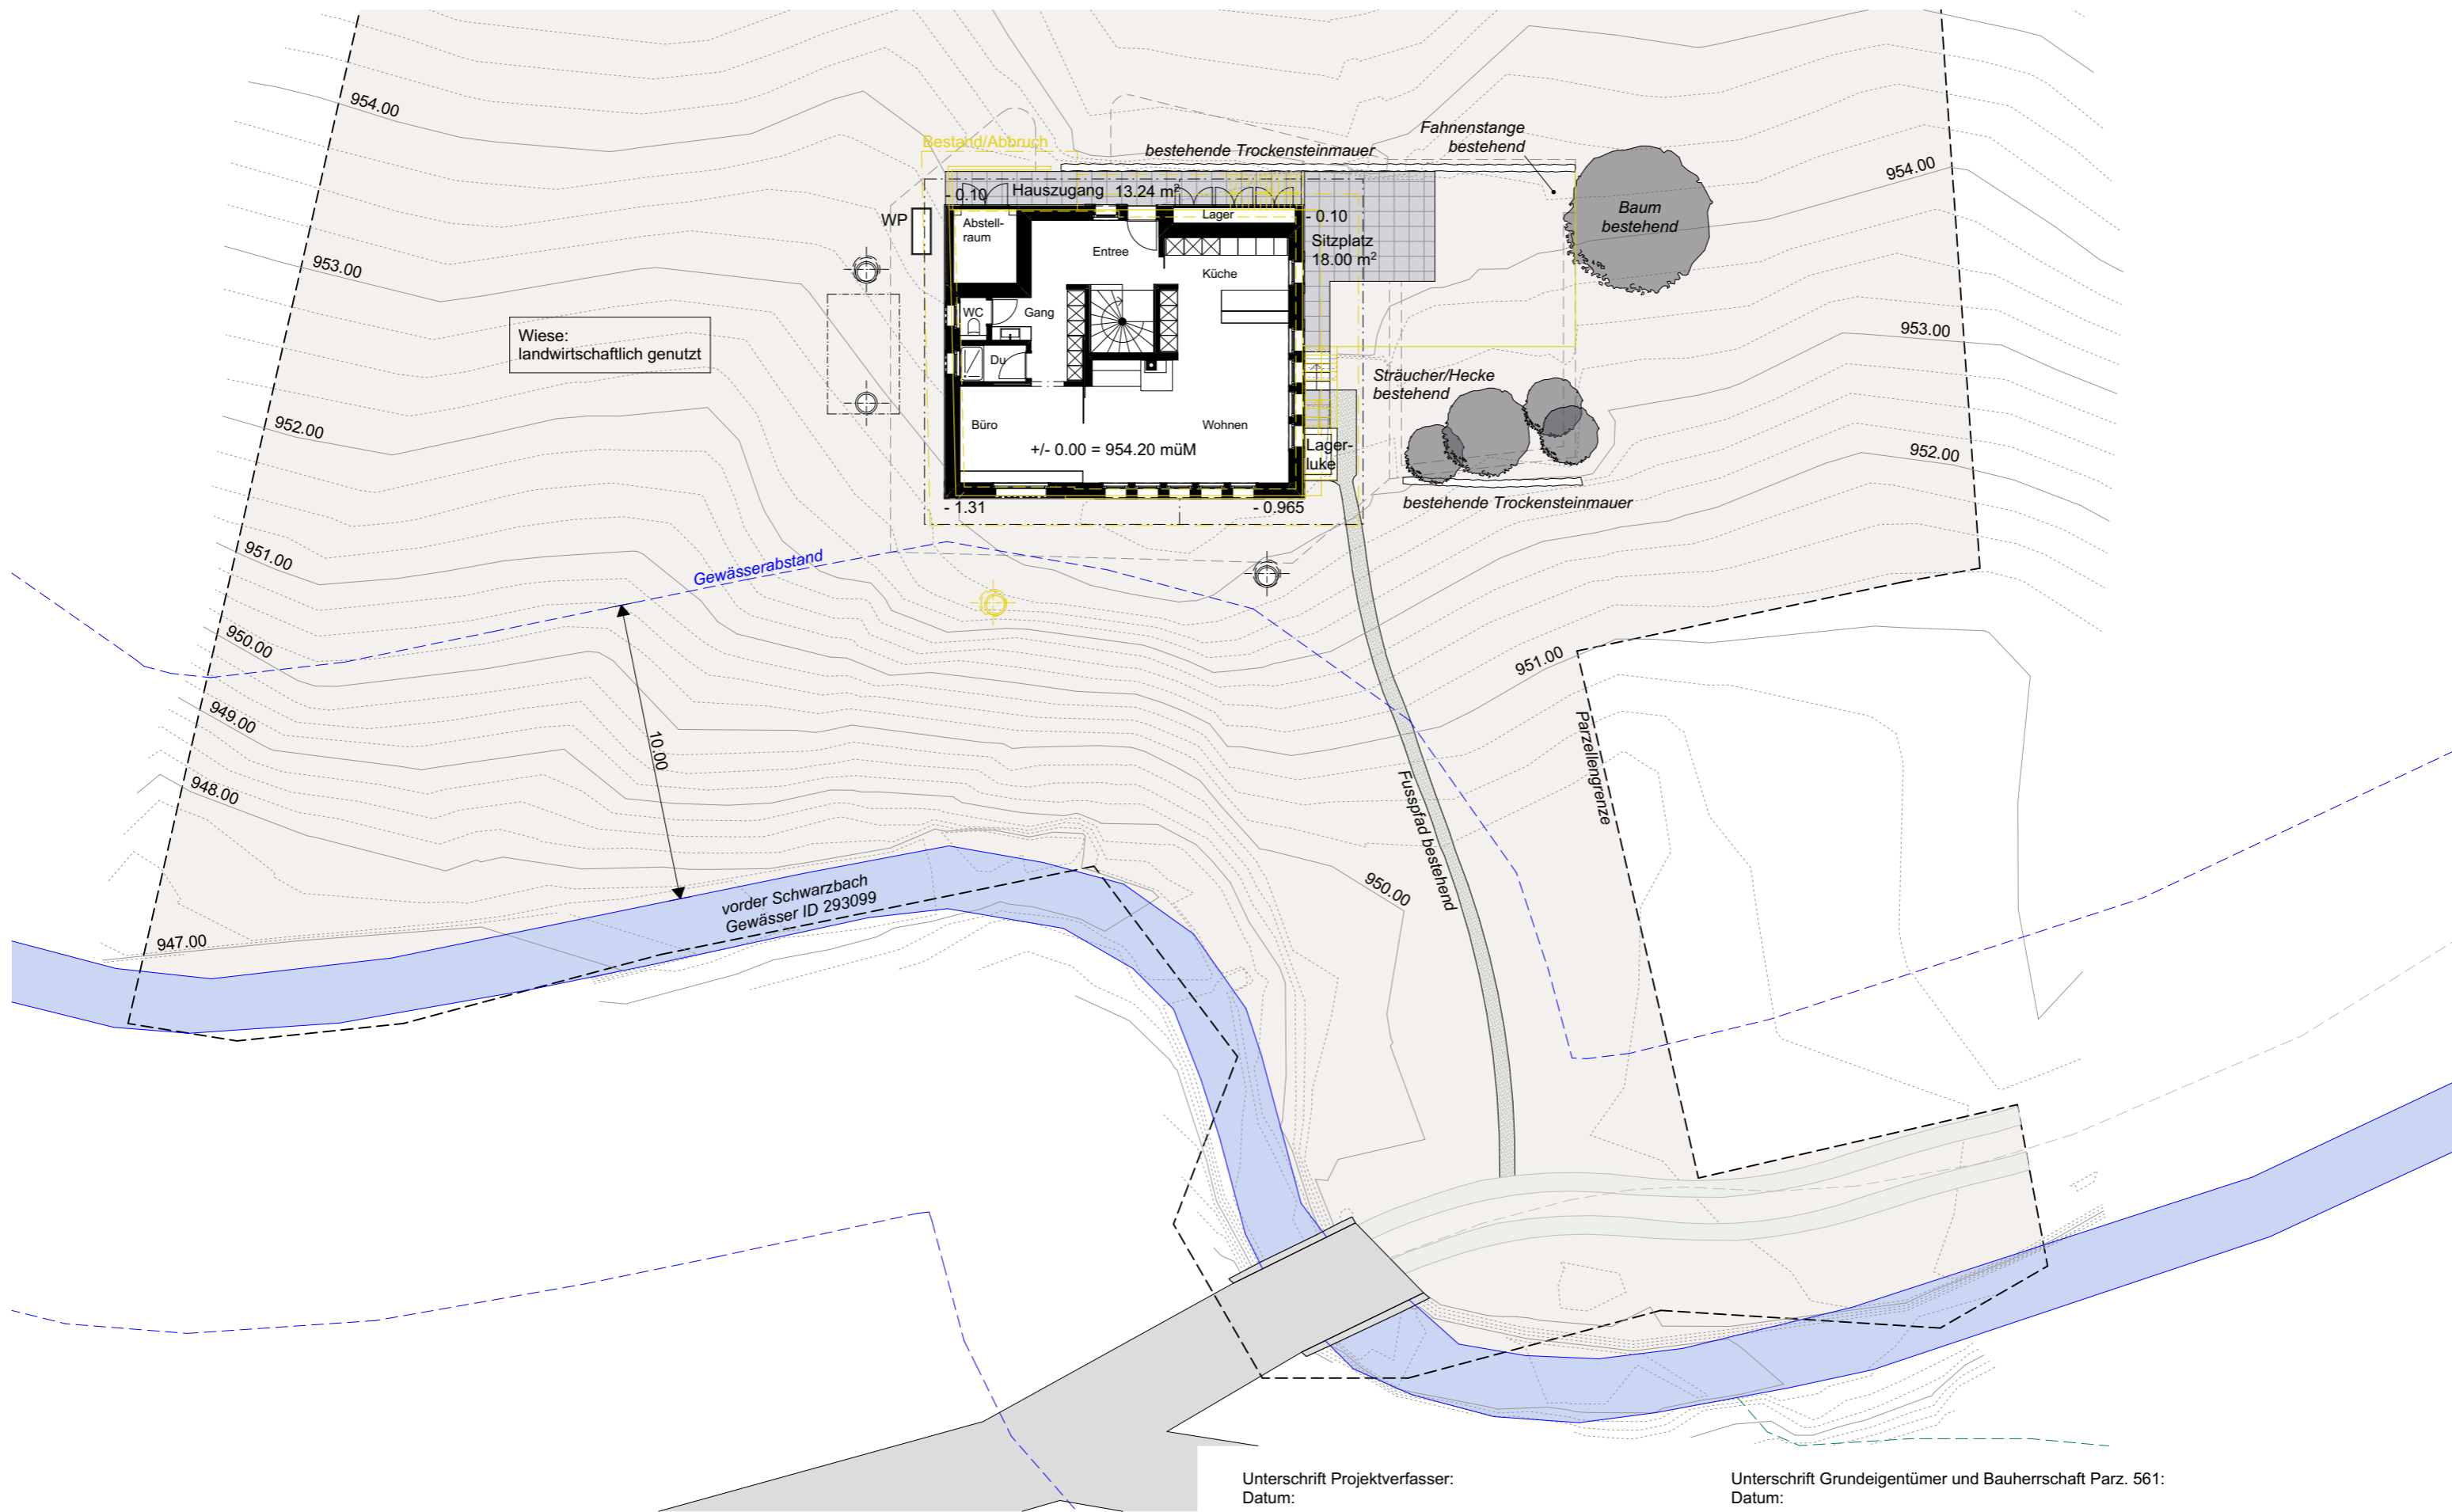 954.00
Bestand/Abbruch
bestehende Trockensteinmauer
Fahnenstange
bestehend
954.00
Baum
bestehend
- 0.10
Hauszugang 13.24 m²
WP
Abstell-
raum
Lager
- 0.10
Sitzplatz
18.00 m²
Entree
Küche
953.00
WC
Gang
Wiese:
landwirtschaftlich genutzt
953.00
Du
Sträucher/Hecke
bestehend
952.00
Büro
Wohnen
+/- 0.00 = 954.20 müM
Lager-
luke
952.00
- 1.31
- 0.965
bestehende Trockensteinmauer
951.00
Gewässerabstand
950.00
951.00
949.00
10.00
Parzellengrenze
948.00
Fusspfad bestehend
vorder Schwarzbach
Gewässer ID 293099
950.00
947.00
Unterschrift Projektverfasser:
Datum:
Unterschrift Grundeigentümer und Bauherrschaft Parz. 561:
Datum: